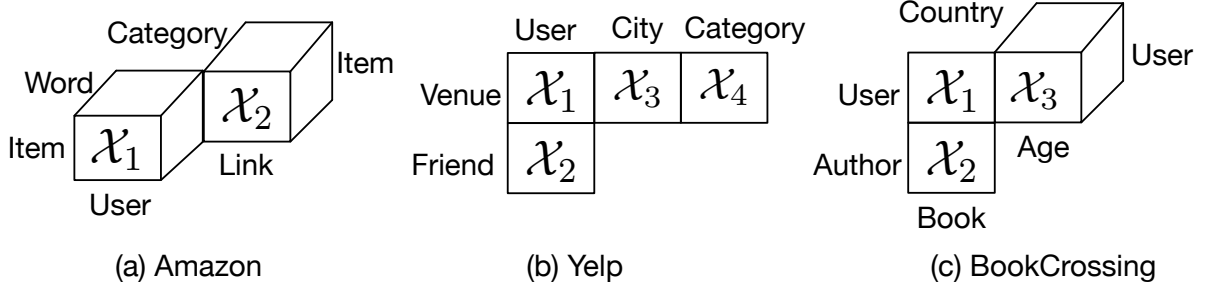 Category
Word
Item
𝒳₂
Item
𝒳₁
Link
User
(a) Amazon
User City Category
Venue 𝒳₁ 𝒳₃ 𝒳₄
Friend 𝒳₂
(b) Yelp
Country
User
User 𝒳₁ 𝒳₃
Author 𝒳₂ Age
Book
(c) BookCrossing